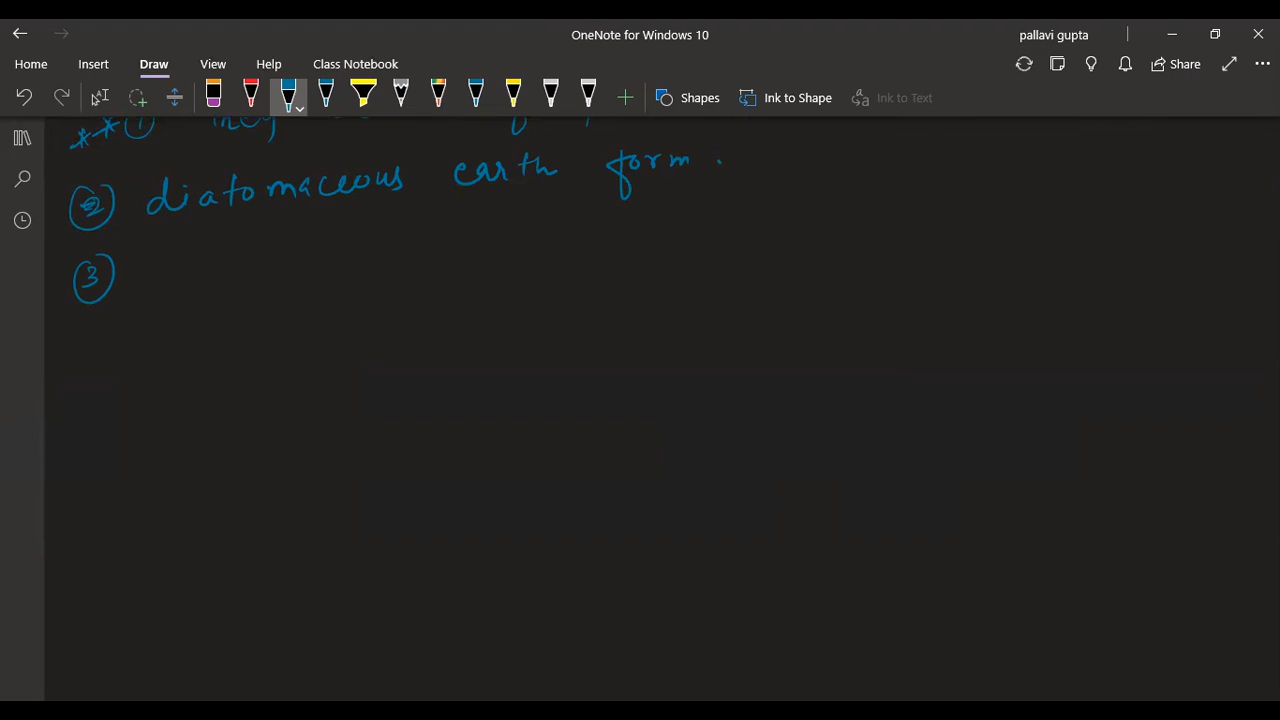 OneNote for Windows 10
pallavi gupta
Home Insert Draw View Help Class Notebook
Share
Shapes Ink to Shape Ink to Text
**①
② diatomaceous earth form.
③